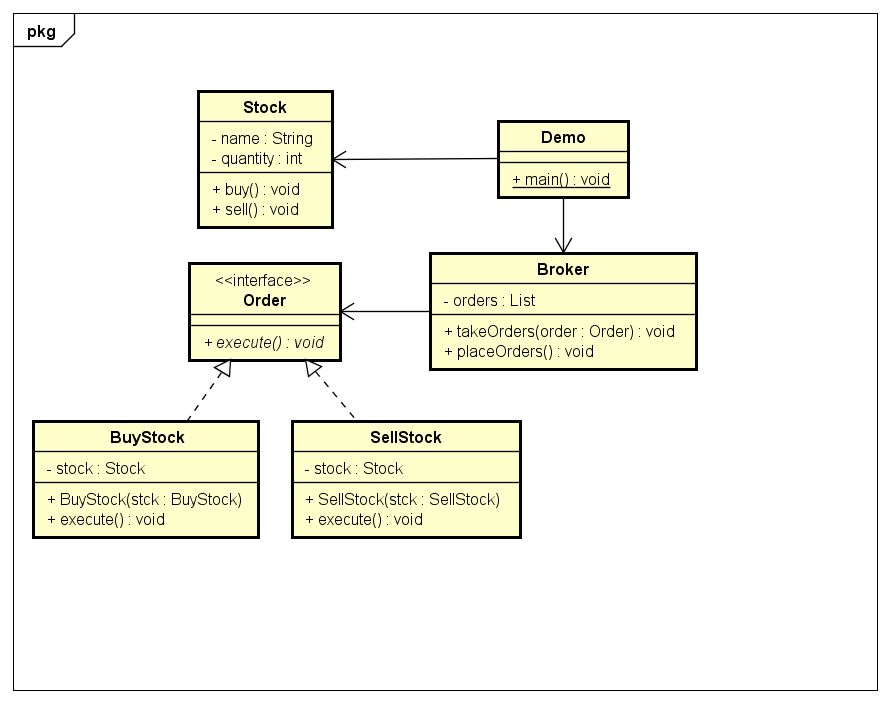 pkg
Stock
- name : String
- quantity : int
+ buy() : void
+ sell() : void
Demo
+ main() : void
<<interface>>
Order
+ execute() : void
Broker
- orders : List
+ takeOrders(order : Order) : void
+ placeOrders() : void
BuyStock
- stock : Stock
+ BuyStock(stck : BuyStock)
+ execute() : void
SellStock
- stock : Stock
+ SellStock(stck : SellStock)
+ execute() : void